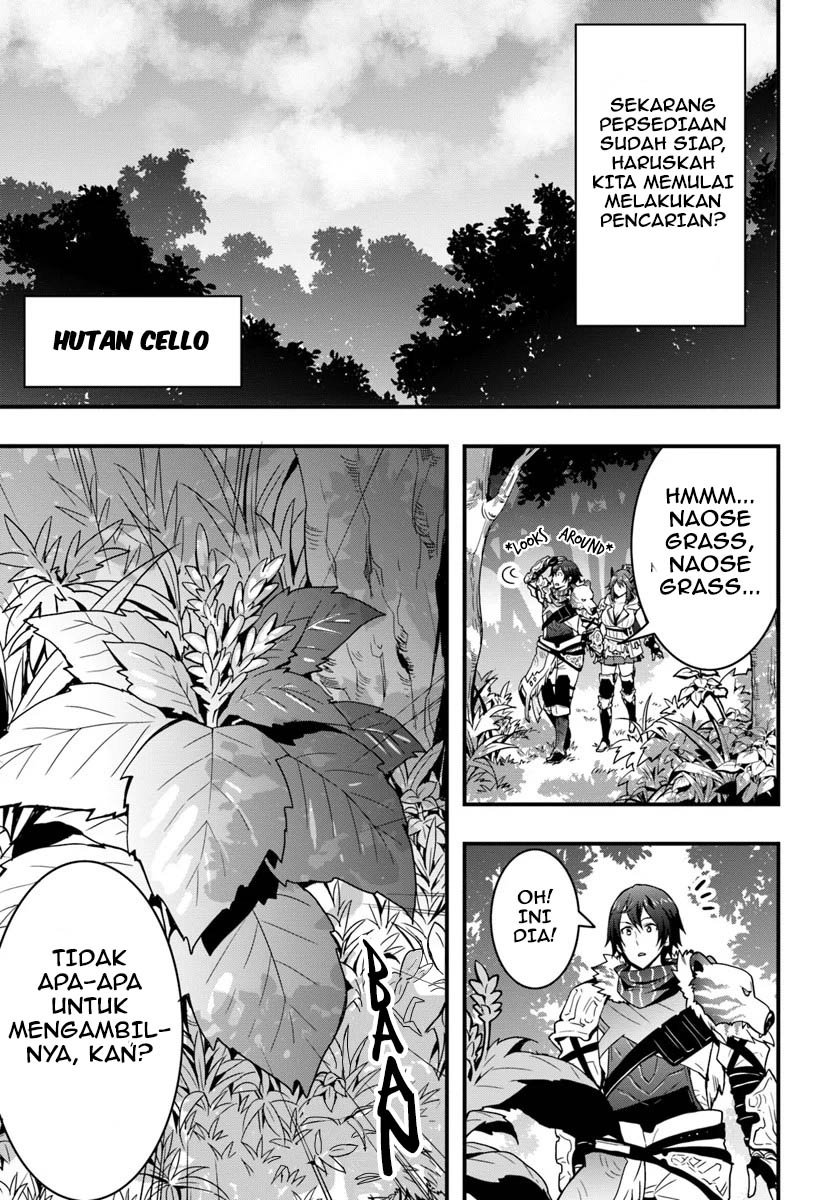 SEKARANG
PERSEDIAAN
SUDAH SIAP,
HARUSKAH
KITA MEMULAI
MELAKUKAN
PENCARIAN?
HUTAN CELLO
HMMM...
NAOSE
GRASS,
NAOSE
GRASS...
*LOOKS AROUND*
OH!
INI
DIA!
BAAN
TIDAK
APA-APA
UNTUK
MENGAMBIL-
NYA, KAN?